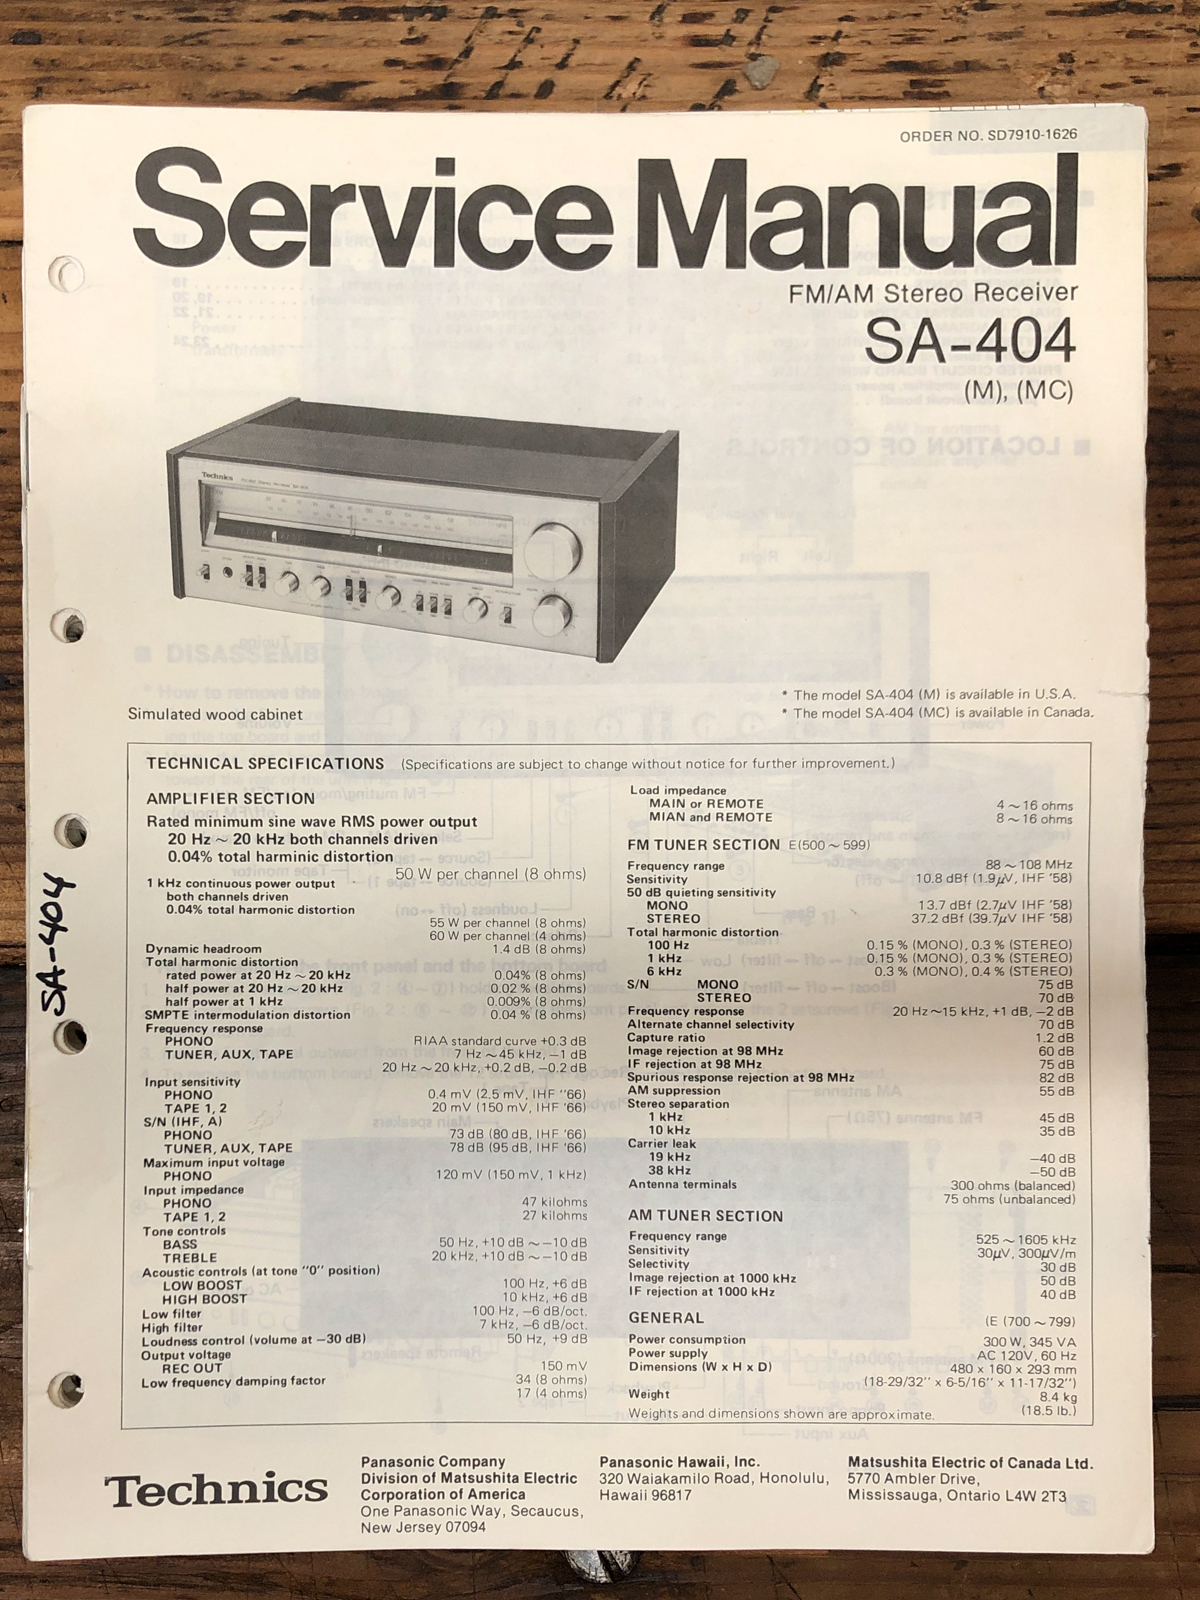 ORDER NO. SD7910-1626
Service Manual
FM/AM Stereo Receiver
SA-404
(M), (MC)
Technics
Simulated wood cabinet
* The model SA-404 (M) is available in U.S.A.
* The model SA-404 (MC) is available in Canada.
TECHNICAL SPECIFICATIONS (Specifications are subject to change without notice for further improvement.)
AMPLIFIER SECTION
Rated minimum sine wave RMS power output
20 Hz ~ 20 kHz both channels driven
0.04% total harminic distortion
50 W per channel (8 ohms)
1 kHz continuous power output
both channels driven
0.04% total harmonic distortion
55 W per channel (8 ohms)
60 W per channel (4 ohms)
Dynamic headroom 1.4 dB (8 ohms)
Total harmonic distortion
rated power at 20 Hz ~ 20 kHz 0.04% (8 ohms)
half power at 20 Hz ~ 20 kHz 0.02 % (8 ohms)
half power at 1 kHz 0.009% (8 ohms)
SMPTE intermodulation distortion 0.04 % (8 ohms)
Frequency response
PHONO RIAA standard curve +0.3 dB
TUNER, AUX, TAPE 7 Hz ~ 45 kHz, −1 dB
20 Hz ~ 20 kHz, +0.2 dB, −0.2 dB
Input sensitivity
PHONO 0.4 mV (2.5 mV, IHF '66)
TAPE 1, 2 20 mV (150 mV, IHF '66)
S/N (IHF, A)
PHONO 73 dB (80 dB, IHF '66)
TUNER, AUX, TAPE 78 dB (95 dB, IHF '66)
Maximum input voltage
PHONO 120 mV (150 mV, 1 kHz)
Input impedance
PHONO 47 kilohms
TAPE 1, 2 27 kilohms
Tone controls
BASS 50 Hz, +10 dB ~ −10 dB
TREBLE 20 kHz, +10 dB ~ −10 dB
Acoustic controls (at tone "0" position)
LOW BOOST 100 Hz, +6 dB
HIGH BOOST 10 kHz, +6 dB
Low filter 100 Hz, −6 dB/oct.
High filter 7 kHz, −6 dB/oct.
Loudness control (volume at −30 dB) 50 Hz, +9 dB
Output voltage
REC OUT 150 mV
Low frequency damping factor 34 (8 ohms)
17 (4 ohms)
Load impedance
MAIN or REMOTE 4 ~ 16 ohms
MIAN and REMOTE 8 ~ 16 ohms
FM TUNER SECTION E(500 ~ 599)
Frequency range 88 ~ 108 MHz
Sensitivity 10.8 dBf (1.9µV, IHF '58)
50 dB quieting sensitivity
MONO 13.7 dBf (2.7µV IHF '58)
STEREO 37.2 dBf (39.7µV IHF '58)
Total harmonic distortion
100 Hz 0.15 % (MONO), 0.3 % (STEREO)
1 kHz 0.15 % (MONO), 0.3 % (STEREO)
6 kHz 0.3 % (MONO), 0.4 % (STEREO)
S/N MONO 75 dB
STEREO 70 dB
Frequency response 20 Hz~15 kHz, +1 dB, −2 dB
Alternate channel selectivity 70 dB
Capture ratio 1.2 dB
Image rejection at 98 MHz 60 dB
IF rejection at 98 MHz 75 dB
Spurious response rejection at 98 MHz 82 dB
AM suppression 55 dB
Stereo separation
1 kHz 45 dB
10 kHz 35 dB
Carrier leak
19 kHz −40 dB
38 kHz −50 dB
Antenna terminals 300 ohms (balanced)
75 ohms (unbalanced)
AM TUNER SECTION
Frequency range 525 ~ 1605 kHz
Sensitivity 30µV, 300µV/m
Selectivity 30 dB
Image rejection at 1000 kHz 50 dB
IF rejection at 1000 kHz 40 dB
GENERAL (E (700 ~ 799)
Power consumption 300 W, 345 VA
Power supply AC 120V, 60 Hz
Dimensions (W x H x D) 480 x 160 x 293 mm
(18-29/32" x 6-5/16" x 11-17/32")
Weight 8.4 kg
(18.5 lb.)
Weights and dimensions shown are approximate.
SA-404
Technics
Panasonic Company
Division of Matsushita Electric
Corporation of America
One Panasonic Way, Secaucus,
New Jersey 07094
Panasonic Hawaii, Inc.
320 Waiakamilo Road, Honolulu,
Hawaii 96817
Matsushita Electric of Canada Ltd.
5770 Ambler Drive,
Mississauga, Ontario L4W 2T3